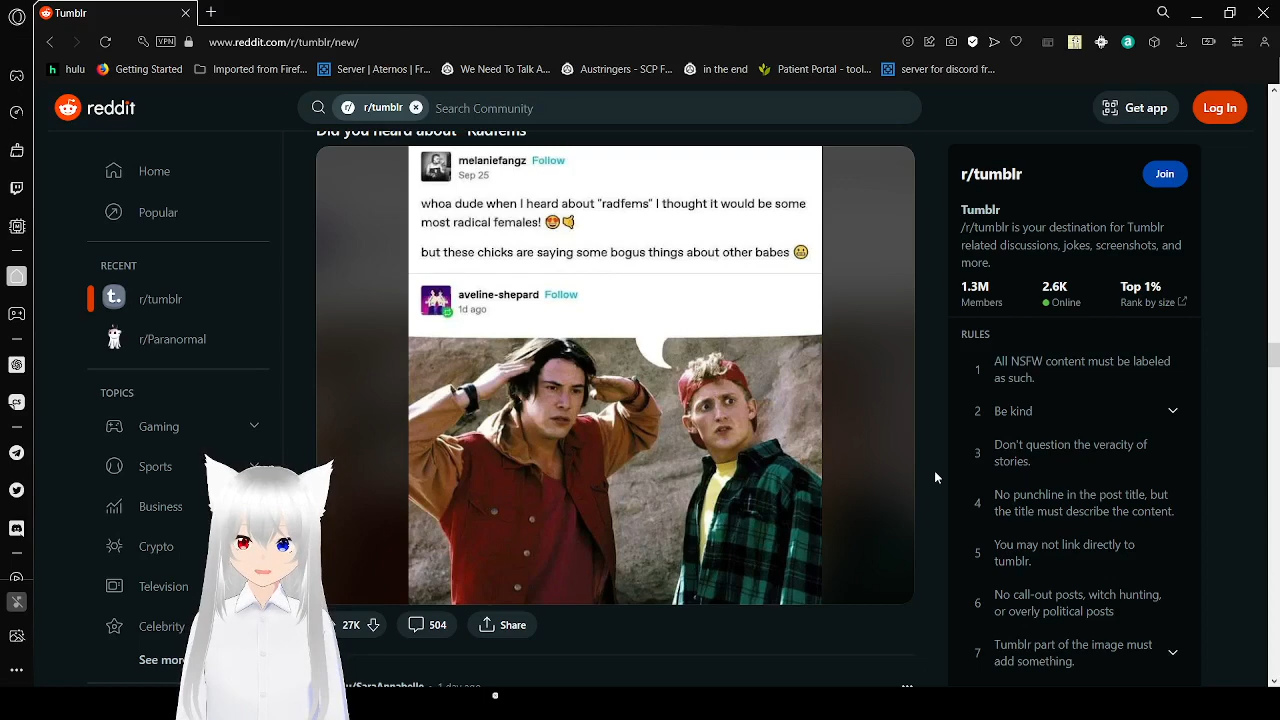 Tumblr
VPN
www.reddit.com/r/tumblr/new/
hulu
Getting Started
Imported from Firef...
Server | Aternos | Fr...
We Need To Talk A...
Austringers - SCP F...
in the end
Patient Portal - tool...
server for discord fr...
reddit
r/tumblr
Search Community
Get app
Log In
Did you heard about "Radfems"
Home
Popular
RECENT
r/tumblr
r/Paranormal
TOPICS
Gaming
Sports
Business
Crypto
Television
Celebrity
See more
melaniefangz Follow
Sep 25
whoa dude when I heard about "radfems" I thought it would be some
most radical females! 🤩🤙
but these chicks are saying some bogus things about other babes 😬
aveline-shepard Follow
1d ago
27K
504
Share
u/SaraAnnabelle • 1 day ago
r/tumblr
Join
Tumblr
/r/tumblr is your destination for Tumblr
related discussions, jokes, screenshots, and
more.
1.3M
Members
2.6K
Online
Top 1%
Rank by size
RULES
1
All NSFW content must be labeled
as such.
2
Be kind
3
Don't question the veracity of
stories.
4
No punchline in the post title, but
the title must describe the content.
5
You may not link directly to
tumblr.
6
No call-out posts, witch hunting,
or overly political posts
7
Tumblr part of the image must
add something.